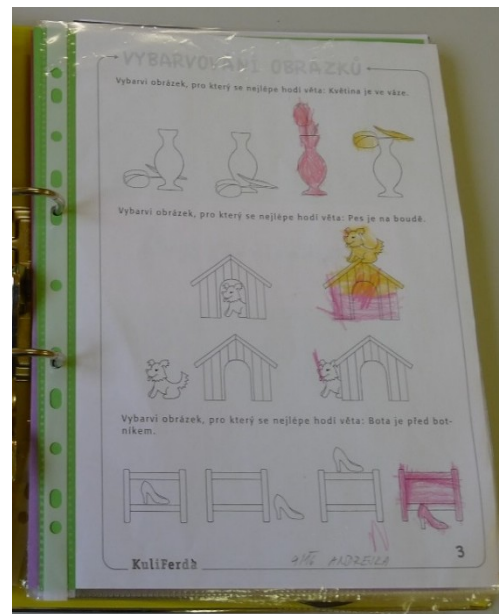 VYBARVOVÁNÍ OBRÁZKŮ
Vybarvi obrázek, pro který se nejlépe hodí věta: Květina je ve váze.
Vybarvi obrázek, pro který se nejlépe hodí věta: Pes je na boudě.
Vybarvi obrázek, pro který se nejlépe hodí věta: Bota je před bot-
níkem.
KuliFerda
3